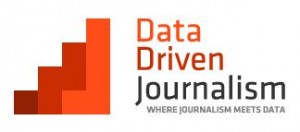 Data
Driven
Journalism
WHERE JOURNALISM MEETS DATA